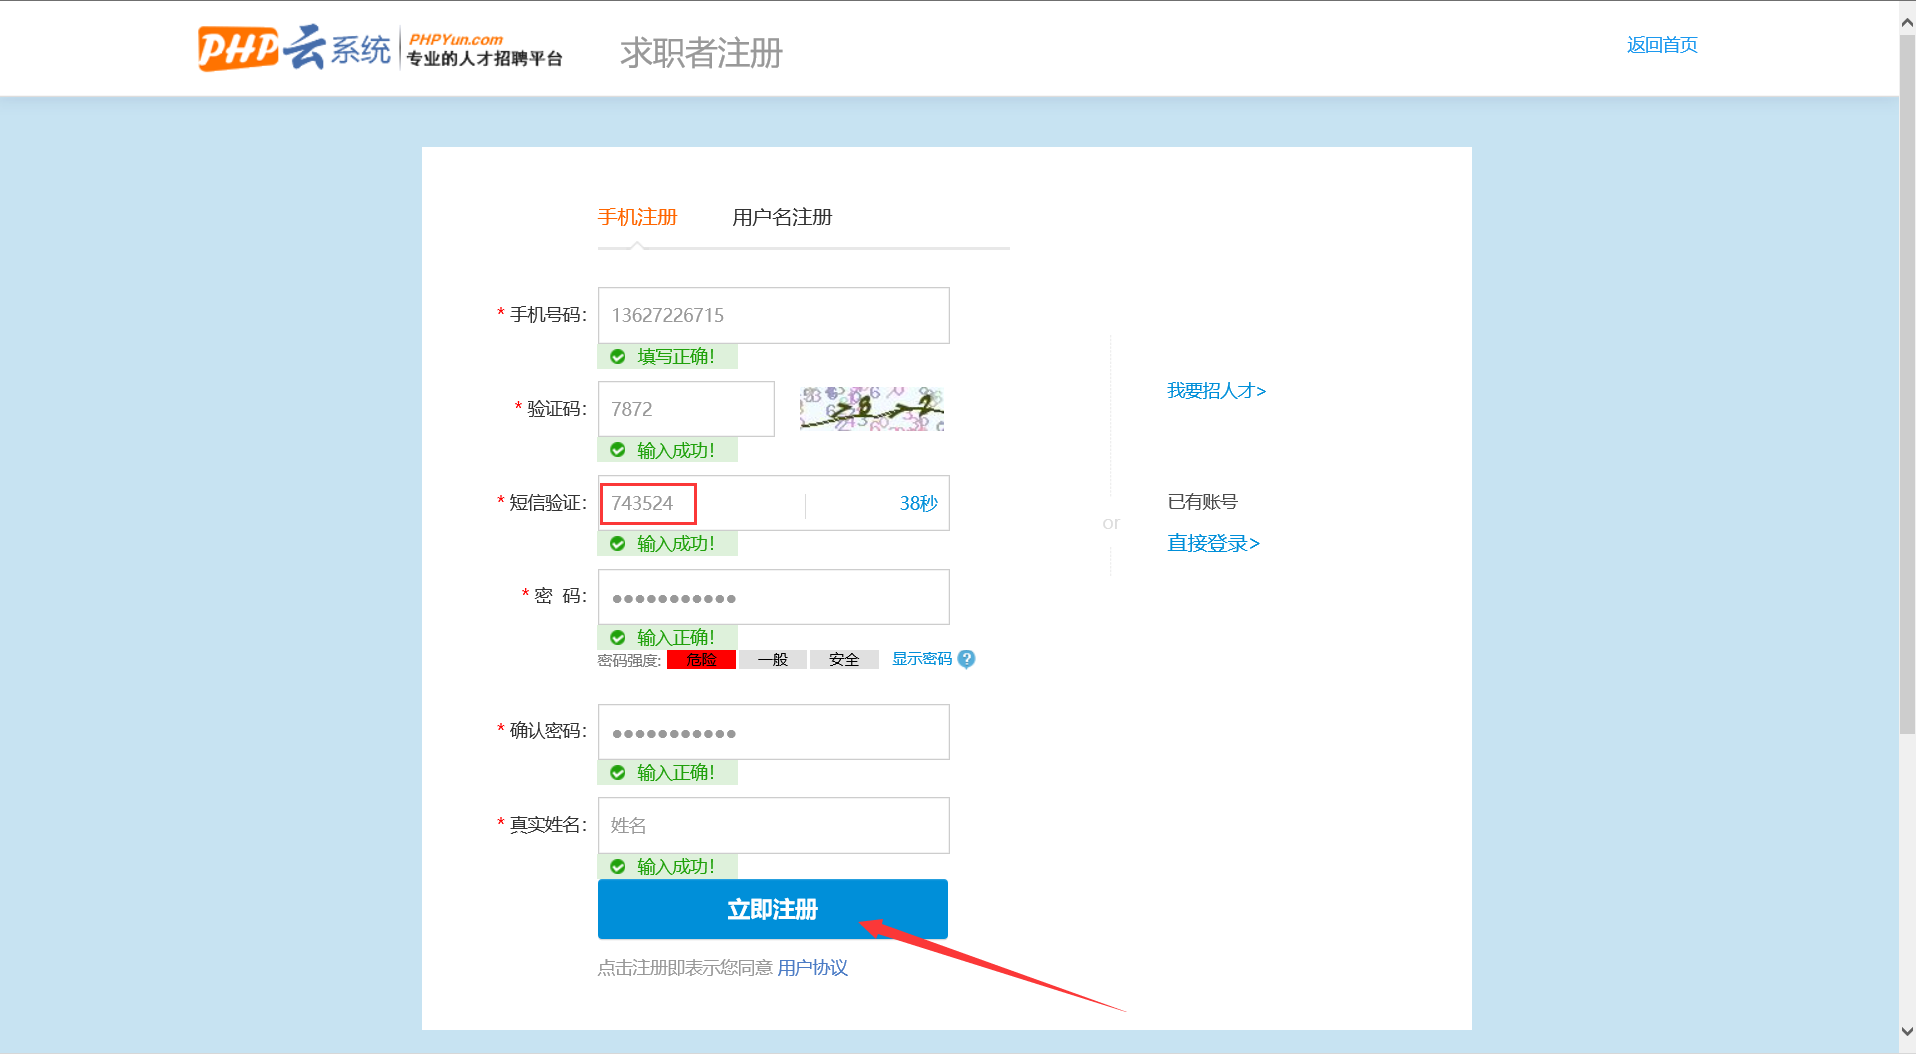 PHP云系统
PHPYun.com
专业的人才招聘平台
求职者注册
返回首页
手机注册
用户名注册
* 手机号码：
13627226715
填写正确！
* 验证码：
7872
输入成功！
* 短信验证：
743524
38秒
输入成功！
* 密 码：
●●●●●●●●●●●
输入正确！
密码强度:
危险
一般
安全
显示密码
?
* 确认密码：
●●●●●●●●●●●
输入正确！
* 真实姓名：
姓名
输入成功！
立即注册
点击注册即表示您同意 用户协议
我要招人才>
or
已有账号
直接登录>